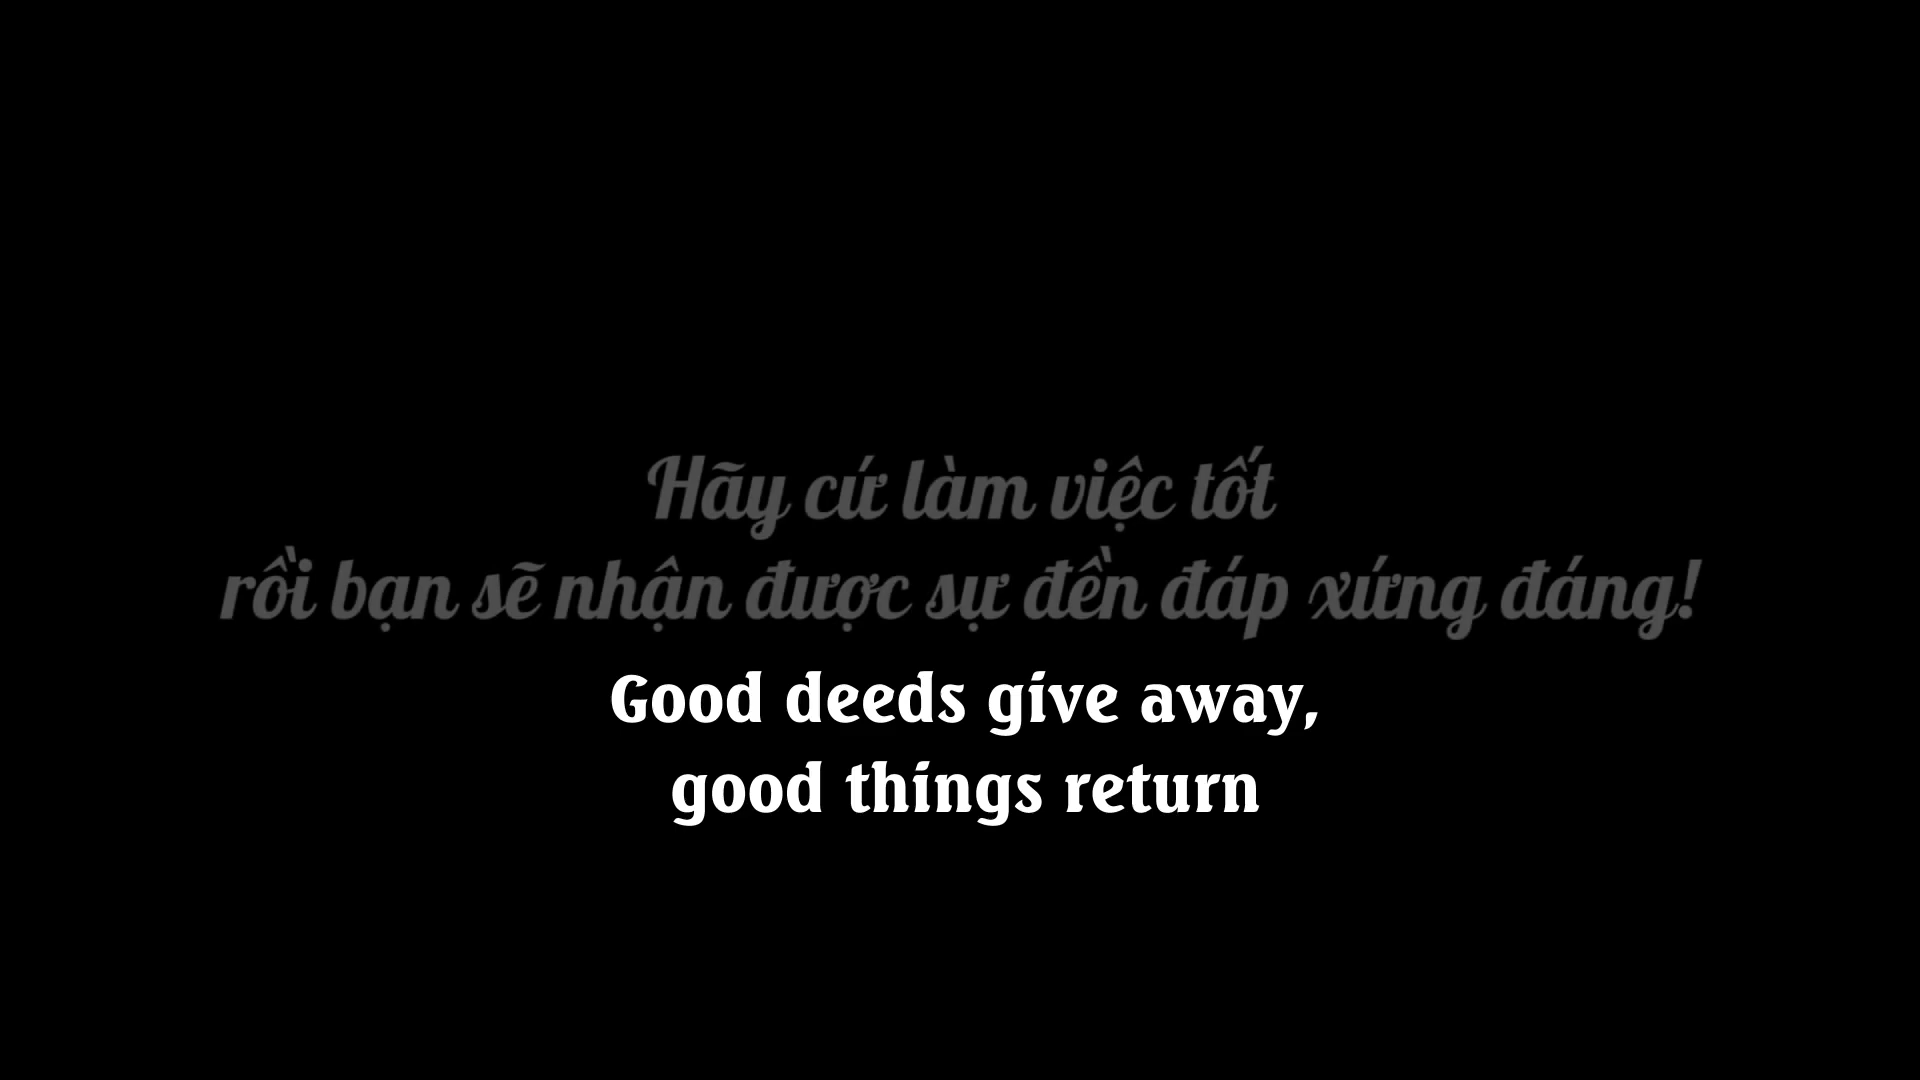 Hãy cứ làm việc tốt
rồi bạn sẽ nhận được sự đền đáp xứng đáng!
Good deeds give away,
good things return